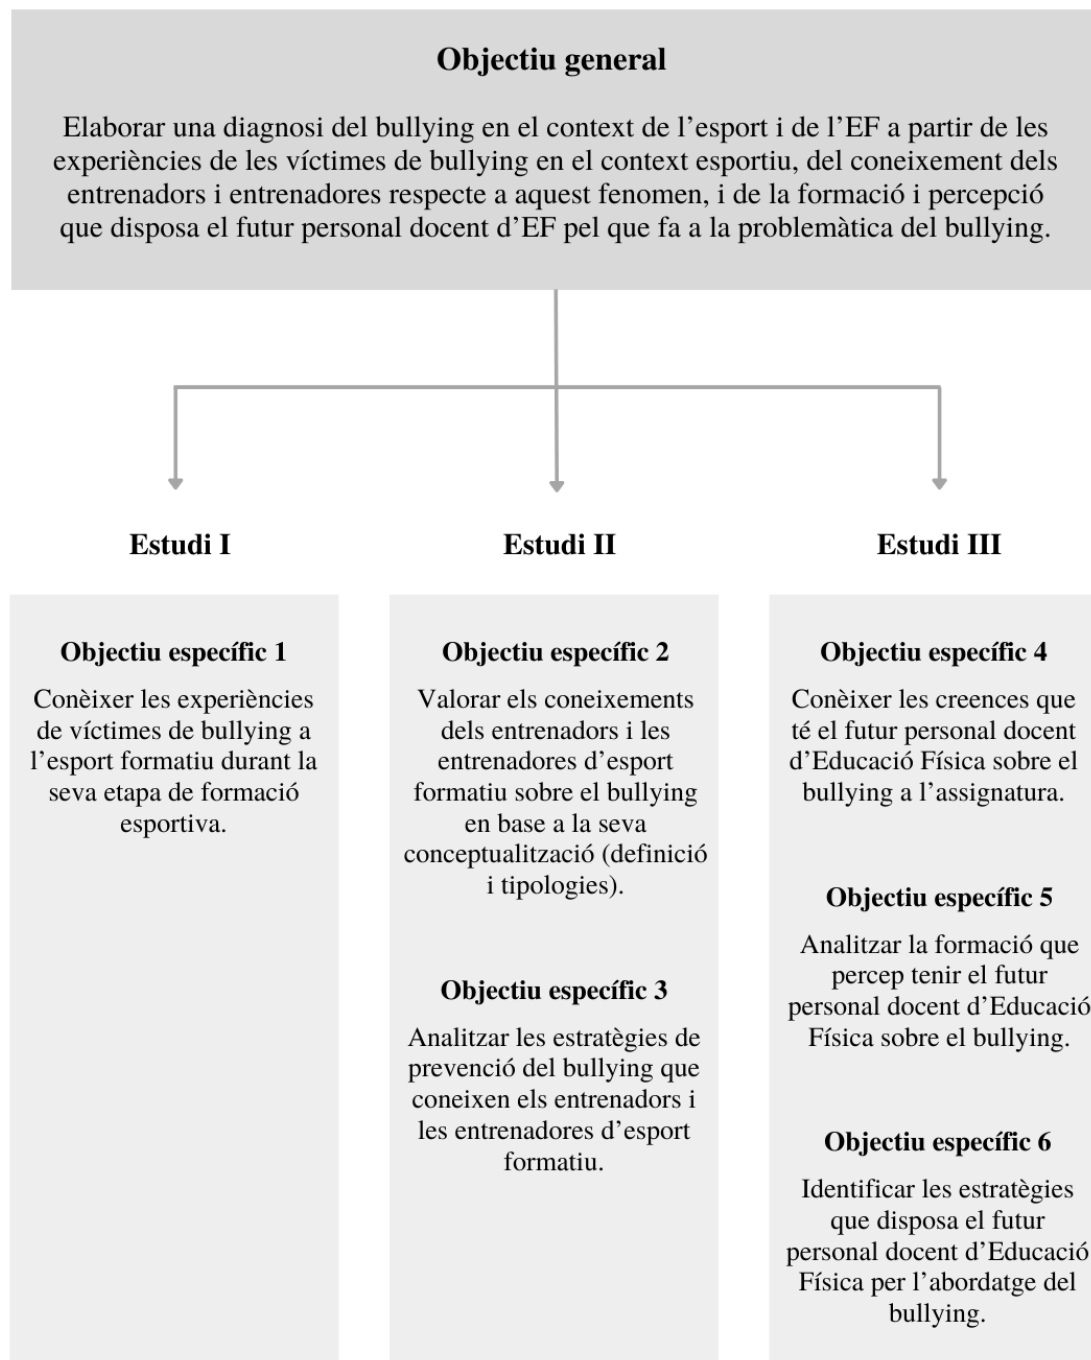 Objectiu general
Elaborar una diagnosi del bullying en el context de l’esport i de l’EF a partir de les
experiències de les víctimes de bullying en el context esportiu, del coneixement dels
entrenadors i entrenadores respecte a aquest fenomen, i de la formació i percepció
que disposa el futur personal docent d’EF pel que fa a la problemàtica del bullying.
Estudi I
Objectiu específic 1
Conèixer les experiències
de víctimes de bullying a
l’esport formatiu durant la
seva etapa de formació
esportiva.
Estudi II
Objectiu específic 2
Valorar els coneixements
dels entrenadors i les
entrenadores d’esport
formatiu sobre el bullying
en base a la seva
conceptualització (definició
i tipologies).
Objectiu específic 3
Analitzar les estratègies de
prevenció del bullying que
coneixen els entrenadors i
les entrenadores d’esport
formatiu.
Estudi III
Objectiu específic 4
Conèixer les creences que
té el futur personal docent
d’Educació Física sobre el
bullying a l’assignatura.
Objectiu específic 5
Analitzar la formació que
percep tenir el futur
personal docent d’Educació
Física sobre el bullying.
Objectiu específic 6
Identificar les estratègies
que disposa el futur
personal docent d’Educació
Física per l’abordatge del
bullying.